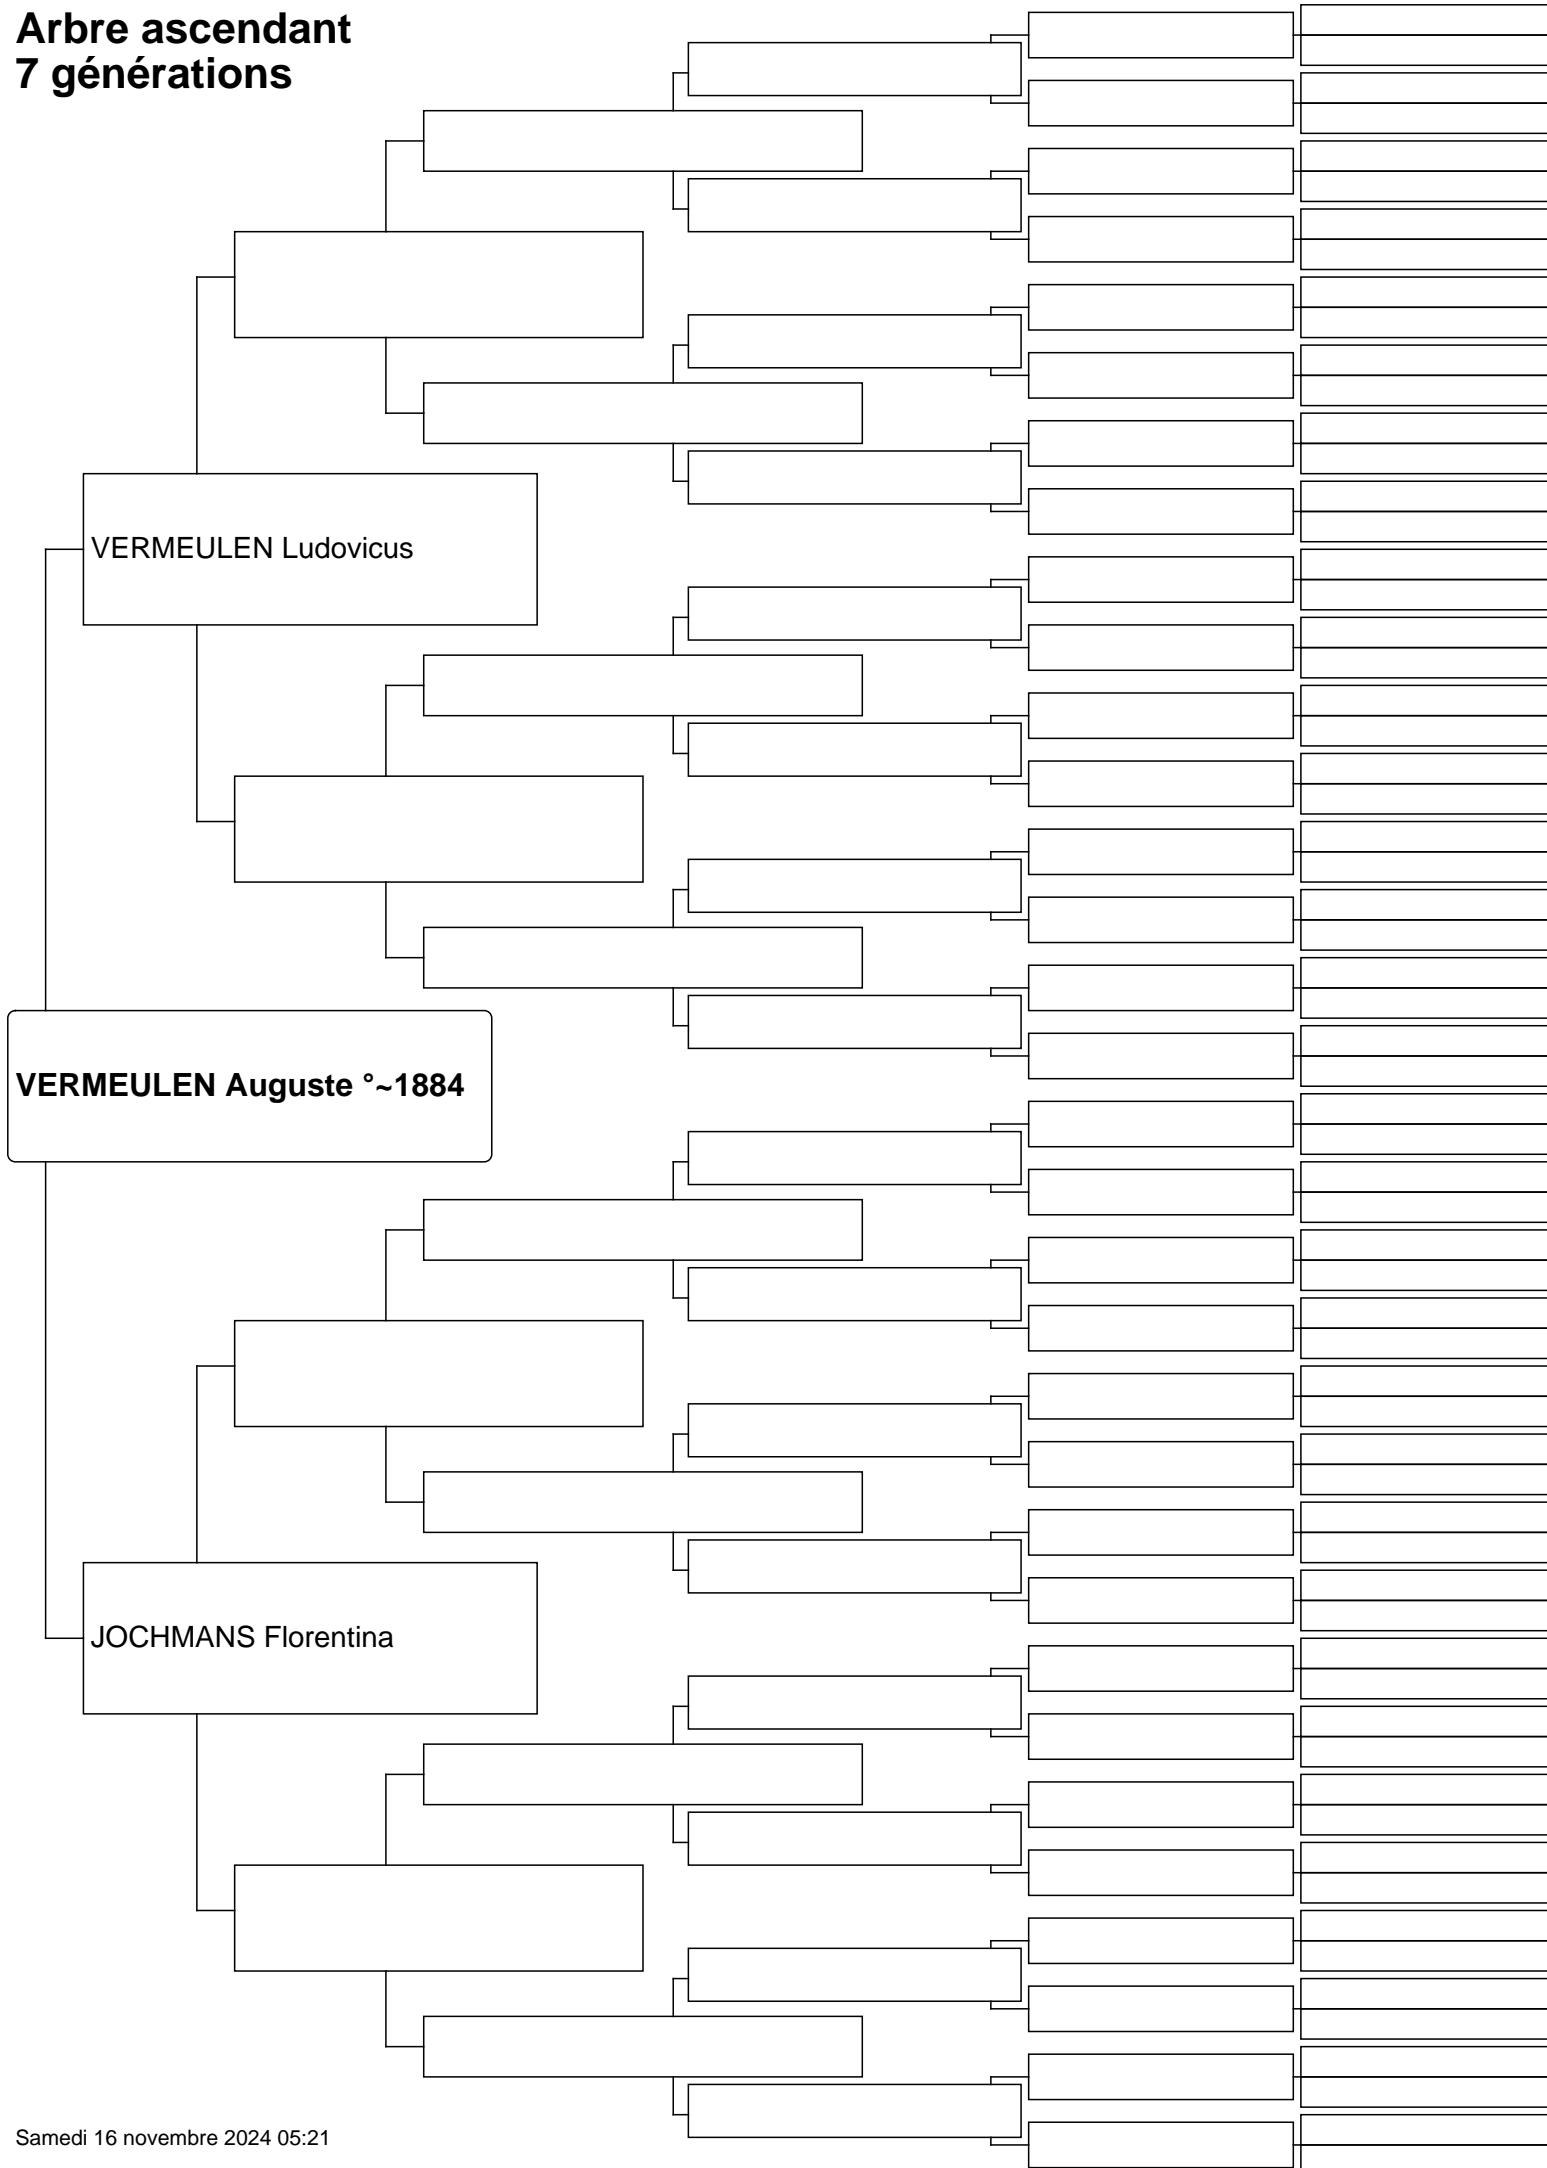 Arbre ascendant
7 générations
VERMEULEN Ludovicus
VERMEULEN Auguste °~1884
JOCHMANS Florentina
Samedi 16 novembre 2024 05:21